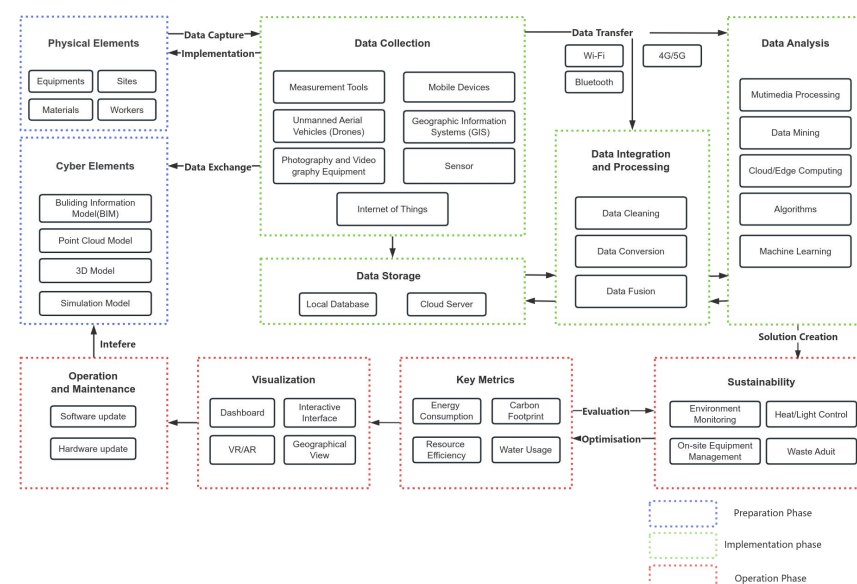 Physical Elements
Equipments
Sites
Materials
Workers
Data Capture
Implementation
Data Collection
Measurement Tools
Mobile Devices
Unmanned Aerial
Vehicles (Drones)
Geographic Information
Systems (GIS)
Photography and Video
graphy Equipment
Sensor
Internet of Things
Data Transfer
Wi-Fi
4G/5G
Bluetooth
Data Analysis
Mutimedia Processing
Data Mining
Cloud/Edge Computing
Algorithms
Machine Learning
Cyber Elements
Buliding Information
Model(BIM)
Point Cloud Model
3D Model
Simulation Model
Data Exchange
Data Integration
and Processing
Data Cleaning
Data Conversion
Data Fusion
Data Storage
Local Database
Cloud Server
Intefere
Solution Creation
Operation
and Maintenance
Software update
Hardware update
Visualization
Dashboard
Interactive
Interface
VR/AR
Geographical
View
Key Metrics
Energy
Consumption
Carbon
Footprint
Resource
Efficiency
Water Usage
Evaluation
Optimisation
Sustainability
Environment
Monitoring
Heat/Light Control
On-site Equipment
Management
Waste Aduit
Preparation Phase
Implementation phase
Operation Phase